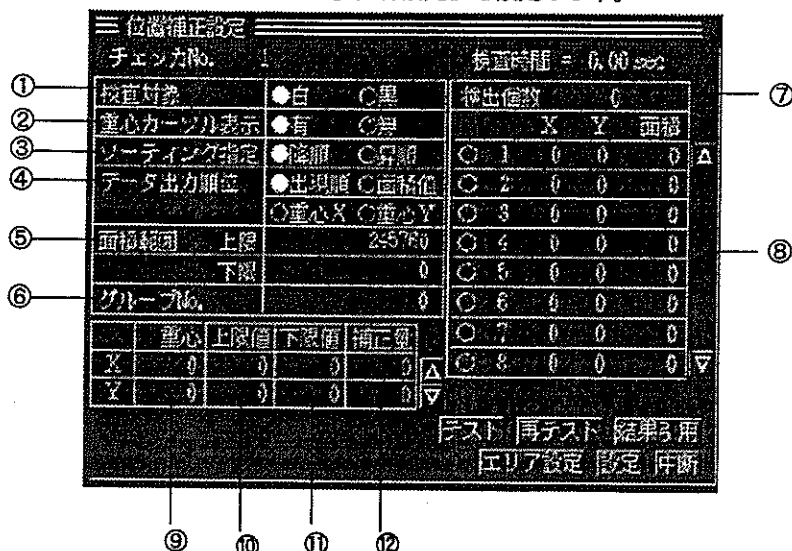 位置補正設定
チェッカNo. 1 検査時間 = 0.00 sec
① 検査対象 ●白 ○黒
② 重心カーソル表示 ●有 ○無
③ ソーティング指定 ●降順 ○昇順
④ データ出力順位 ●出現順 ○面積値
○重心X ○重心Y
⑤ 面積範囲 上限 245760
下限 0
⑥ グループNo. 0
検出個数 0 ⑦
X Y 面積
○ 1 0 0 0
○ 2 0 0 0
○ 3 0 0 0
○ 4 0 0 0
○ 5 0 0 0
○ 6 0 0 0
○ 7 0 0 0
○ 8 0 0 0
⑧
重心 上限値 下限値 補正量
X 0 0 0 0
Y 0 0 0 0
テスト 再テスト 結果引用
エリア設定 設定 中断
⑨ ⑩ ⑪ ⑫